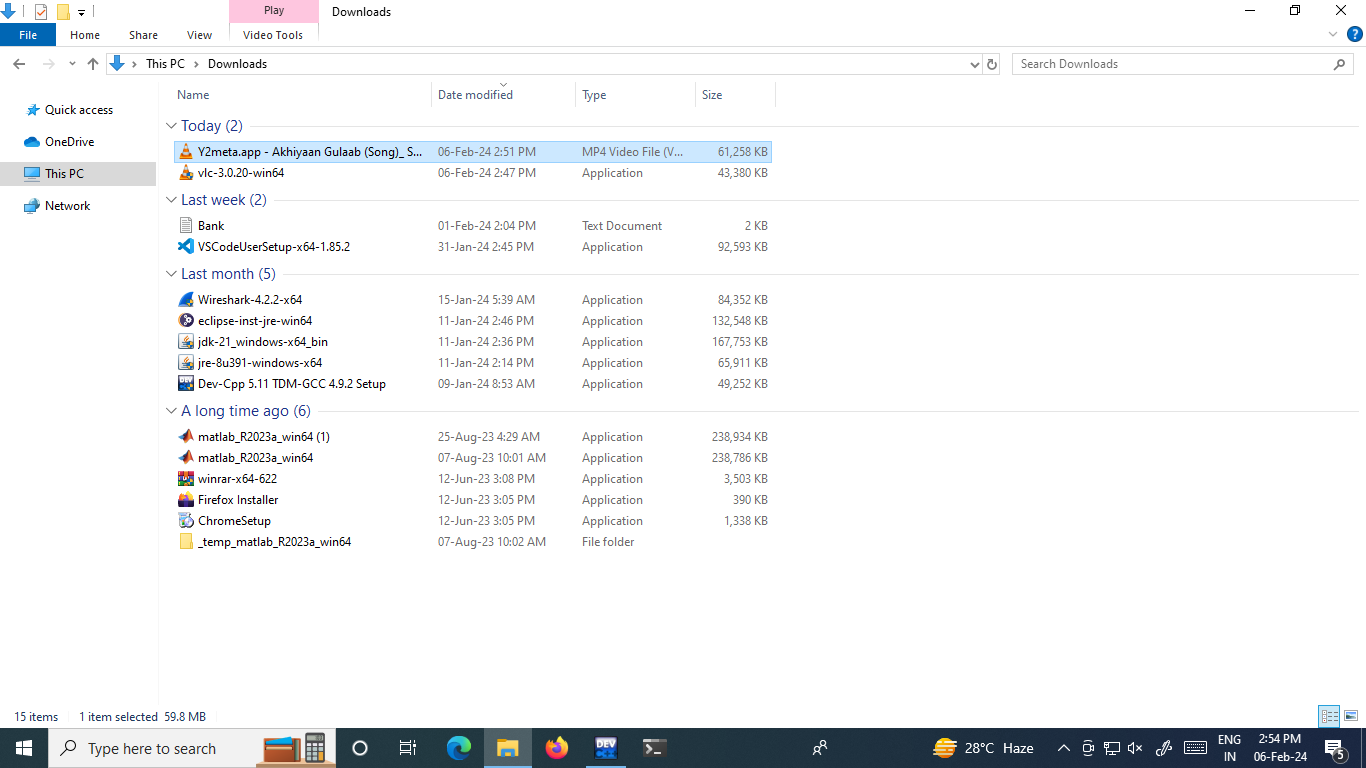 Play
Downloads
File Home Share View Video Tools
This PC Downloads
Search Downloads
Name Date modified Type Size
Quick access
OneDrive
This PC
Network
Today (2)
Y2meta.app - Akhiyaan Gulaab (Song)_ S... 06-Feb-24 2:51 PM MP4 Video File (V... 61,258 KB
vlc-3.0.20-win64 06-Feb-24 2:47 PM Application 43,380 KB
Last week (2)
Bank 01-Feb-24 2:04 PM Text Document 2 KB
VSCodeUserSetup-x64-1.85.2 31-Jan-24 2:45 PM Application 92,593 KB
Last month (5)
Wireshark-4.2.2-x64 15-Jan-24 5:39 AM Application 84,352 KB
eclipse-inst-jre-win64 11-Jan-24 2:46 PM Application 132,548 KB
jdk-21_windows-x64_bin 11-Jan-24 2:36 PM Application 167,753 KB
jre-8u391-windows-x64 11-Jan-24 2:14 PM Application 65,911 KB
Dev-Cpp 5.11 TDM-GCC 4.9.2 Setup 09-Jan-24 8:53 AM Application 49,252 KB
A long time ago (6)
matlab_R2023a_win64 (1) 25-Aug-23 4:29 AM Application 238,934 KB
matlab_R2023a_win64 07-Aug-23 10:01 AM Application 238,786 KB
winrar-x64-622 12-Jun-23 3:08 PM Application 3,503 KB
Firefox Installer 12-Jun-23 3:05 PM Application 390 KB
ChromeSetup 12-Jun-23 3:05 PM Application 1,338 KB
_temp_matlab_R2023a_win64 07-Aug-23 10:02 AM File folder
15 items 1 item selected 59.8 MB
Type here to search
DEV
28°C Haze
ENG
IN
2:54 PM
06-Feb-24
5